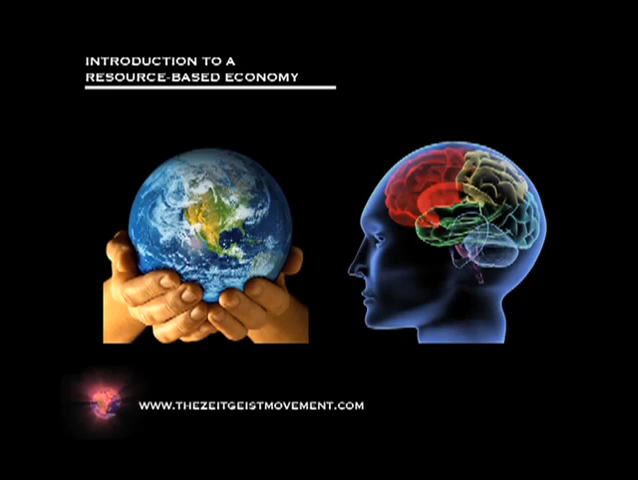 INTRODUCTION TO A
RESOURCE-BASED ECONOMY
WWW.THEZEITGEISTMOVEMENT.COM